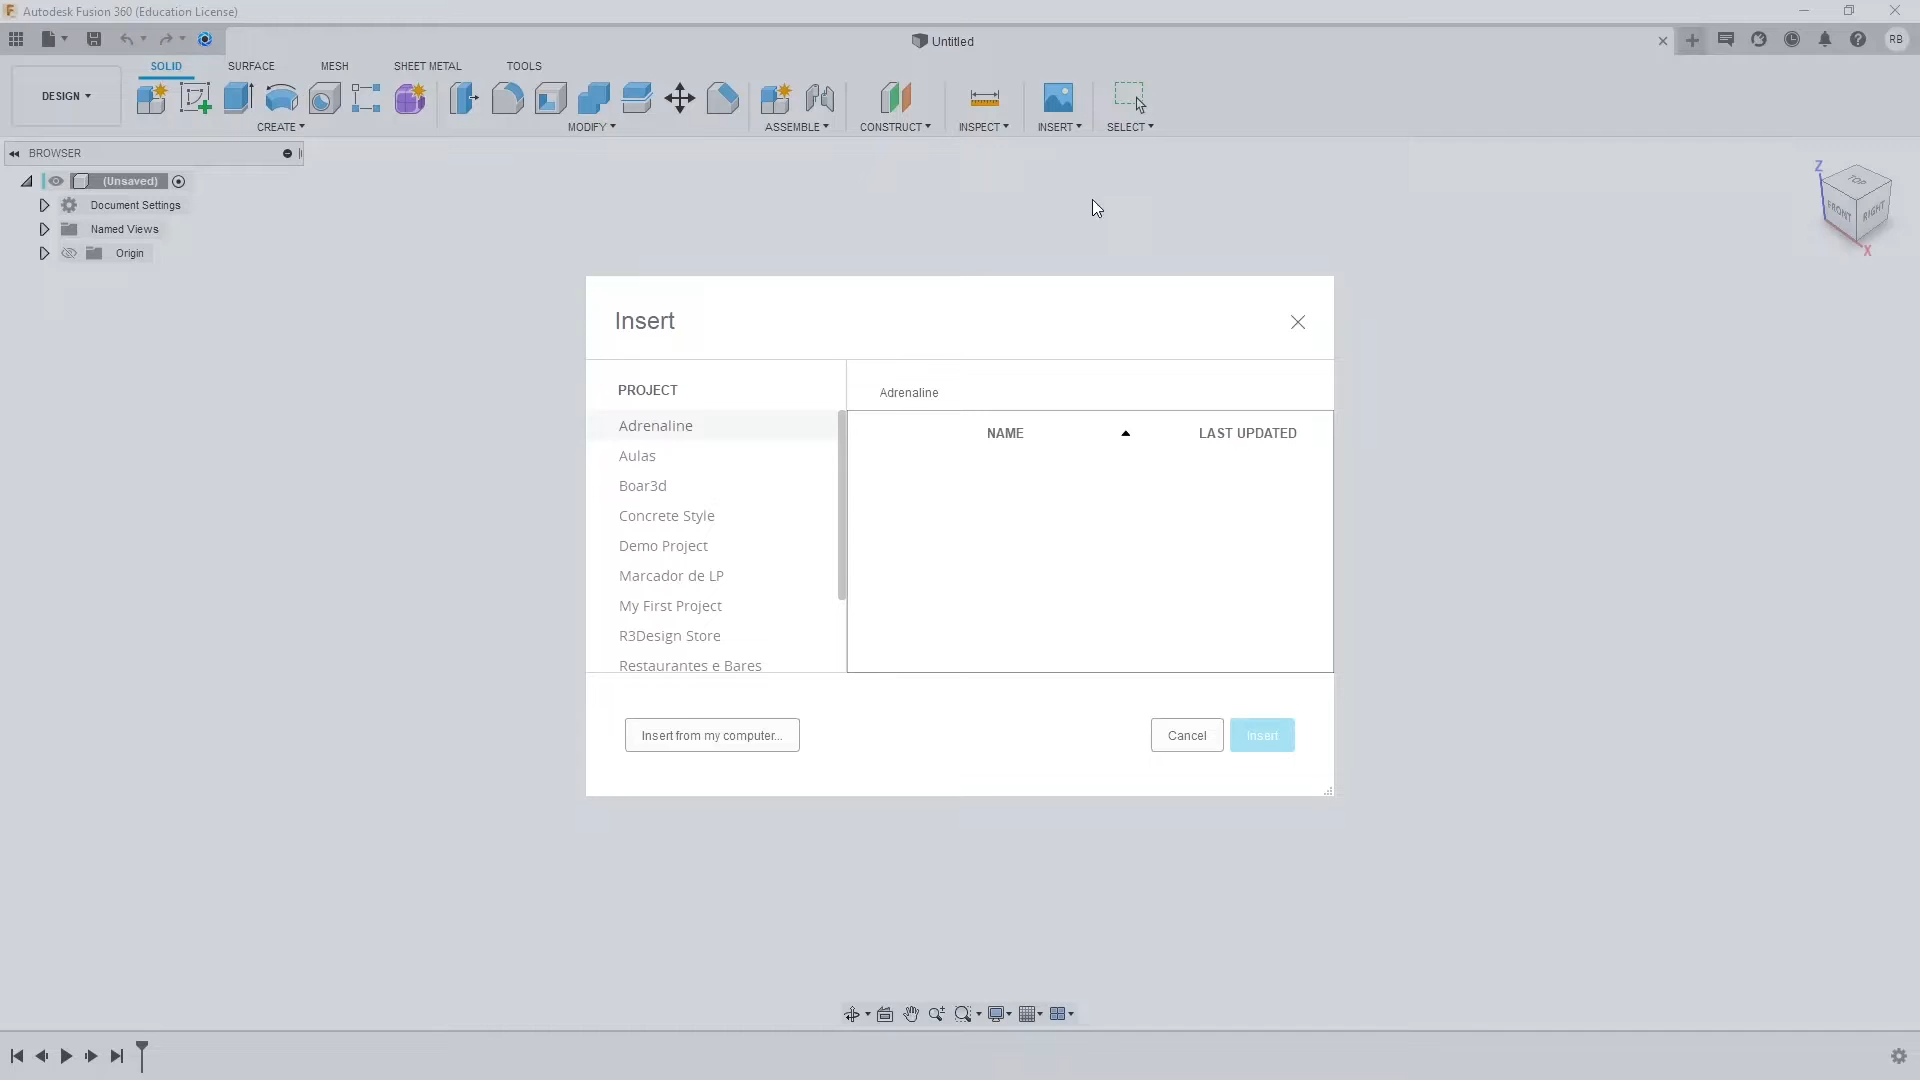 Autodesk Fusion 360 (Education License)
Untitled
RB
DESIGN
SOLID
SURFACE
MESH
SHEET METAL
TOOLS
CREATE
MODIFY
ASSEMBLE
CONSTRUCT
INSPECT
INSERT
SELECT
BROWSER
(Unsaved)
Document Settings
Named Views
Origin
Z
TOP
FRONT
RIGHT
X
Insert
PROJECT
Adrenaline
Aulas
Boar3d
Concrete Style
Demo Project
Marcador de LP
My First Project
R3Design Store
Restaurantes e Bares
Adrenaline
NAME
LAST UPDATED
Insert from my computer...
Cancel
Insert